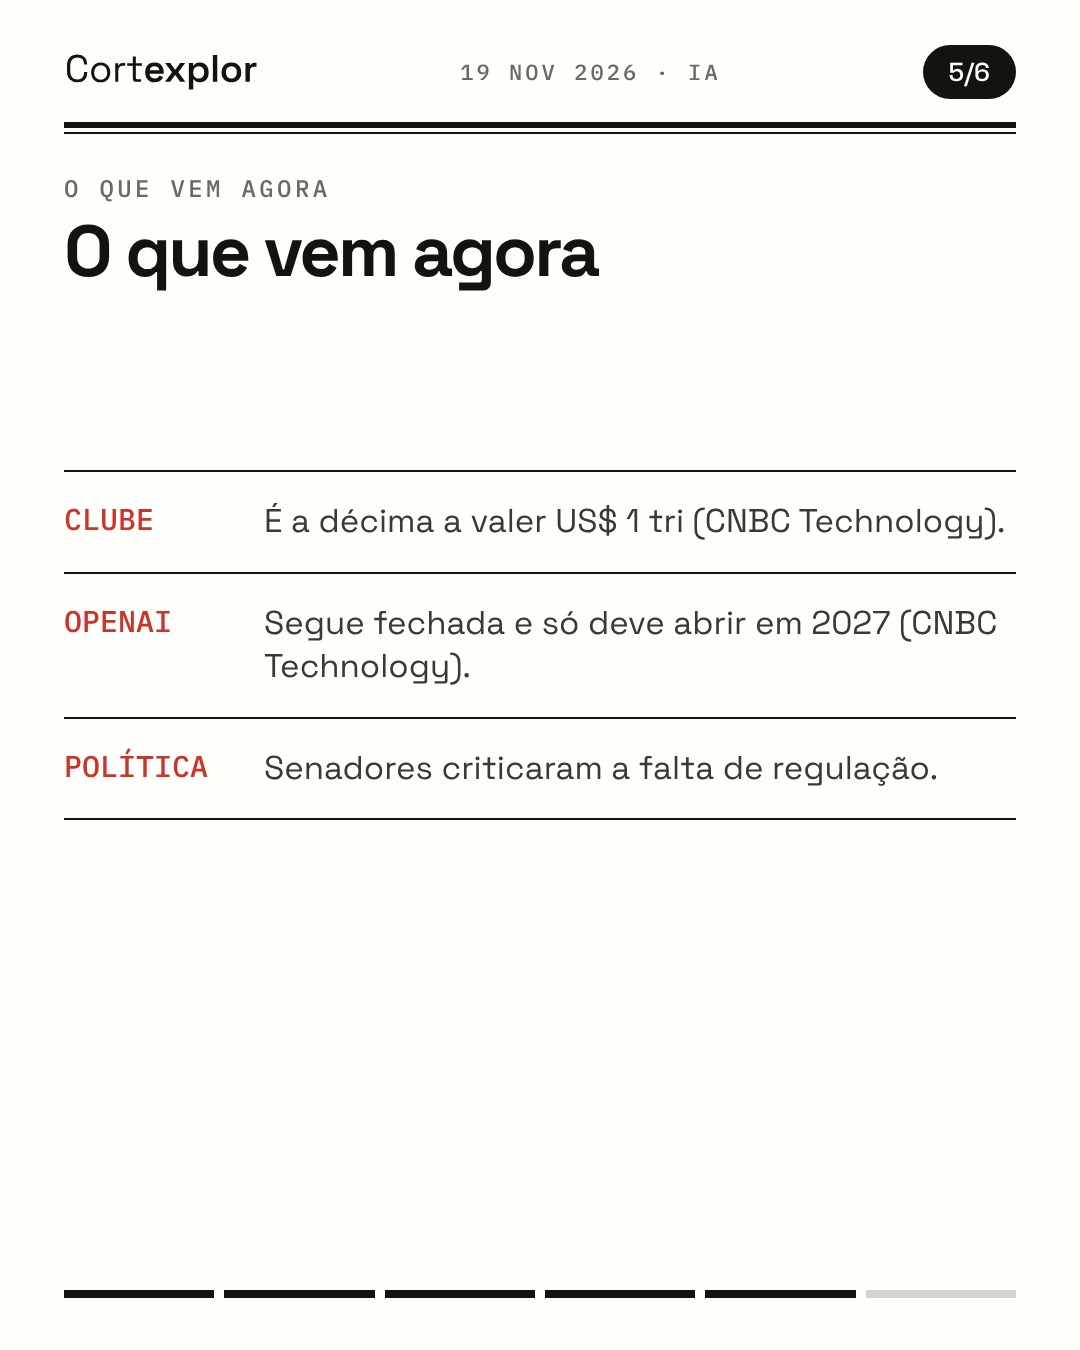 Cortexplor
19 NOV 2026 · IA
5/6
O QUE VEM AGORA
O que vem agora
CLUBE
É a décima a valer US$ 1 tri (CNBC Technology).
OPENAI
Segue fechada e só deve abrir em 2027 (CNBC
Technology).
POLÍTICA
Senadores criticaram a falta de regulação.